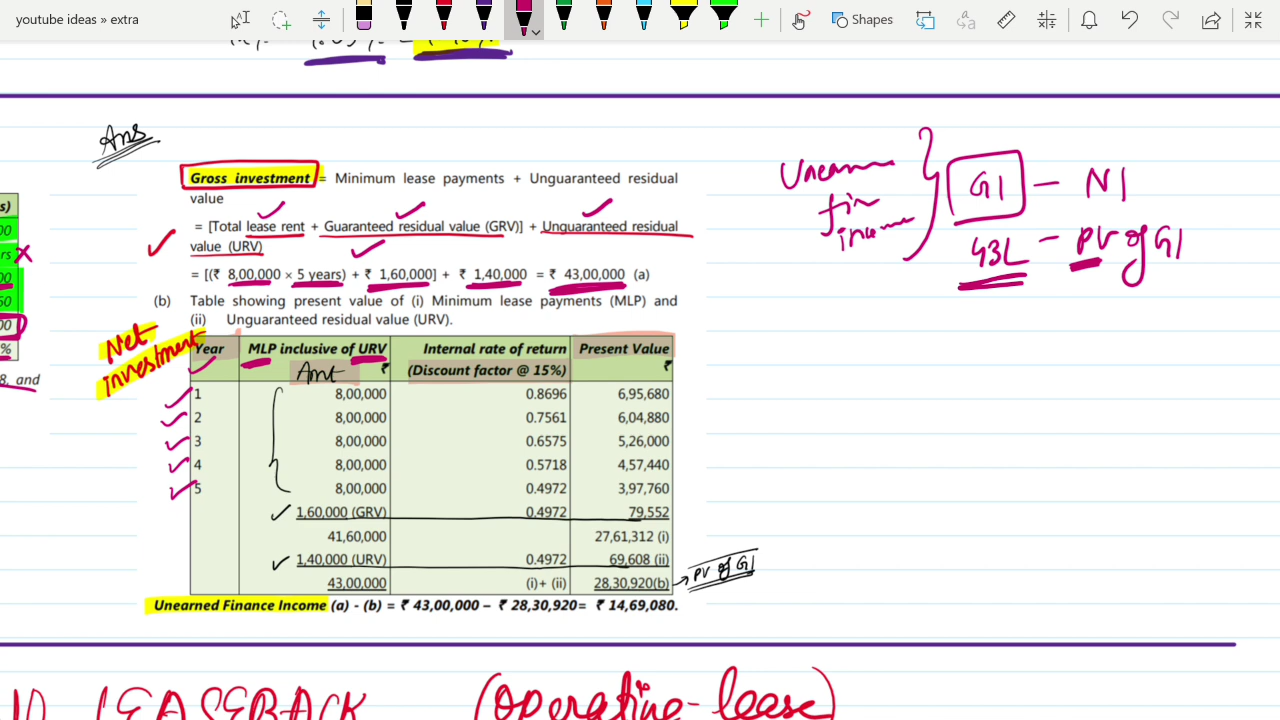 youtube ideas » extra
Shapes
Ans
Gross investment = Minimum lease payments + Unguaranteed residual
value
= [Total lease rent + Guaranteed residual value (GRV)] + Unguaranteed residual
value (URV)
= [(₹ 8,00,000 × 5 years) + ₹ 1,60,000] + ₹ 1,40,000 = ₹ 43,00,000 (a)
(b) Table showing present value of (i) Minimum lease payments (MLP) and
(ii) Unguaranteed residual value (URV).
Net
investment
Year MLP inclusive of URV Internal rate of return Present Value
Amt ₹ (Discount factor @ 15%) ₹
1 8,00,000 0.8696 6,95,680
2 8,00,000 0.7561 6,04,880
3 8,00,000 0.6575 5,26,000
4 8,00,000 0.5718 4,57,440
5 8,00,000 0.4972 3,97,760
1,60,000 (GRV) 0.4972 79,552
41,60,000 27,61,312 (i)
1,40,000 (URV) 0.4972 69,608 (ii)
43,00,000 (i)+ (ii) 28,30,920(b)
PV of GI
Unearned Finance Income (a) - (b) = ₹ 43,00,000 – ₹ 28,30,920= ₹ 14,69,080.
Unearn
fin
income
GI – NI
43L – PV of GI
s)
00
rs
00
50
00
%
8, and
LEASEBACK (operating-lease)